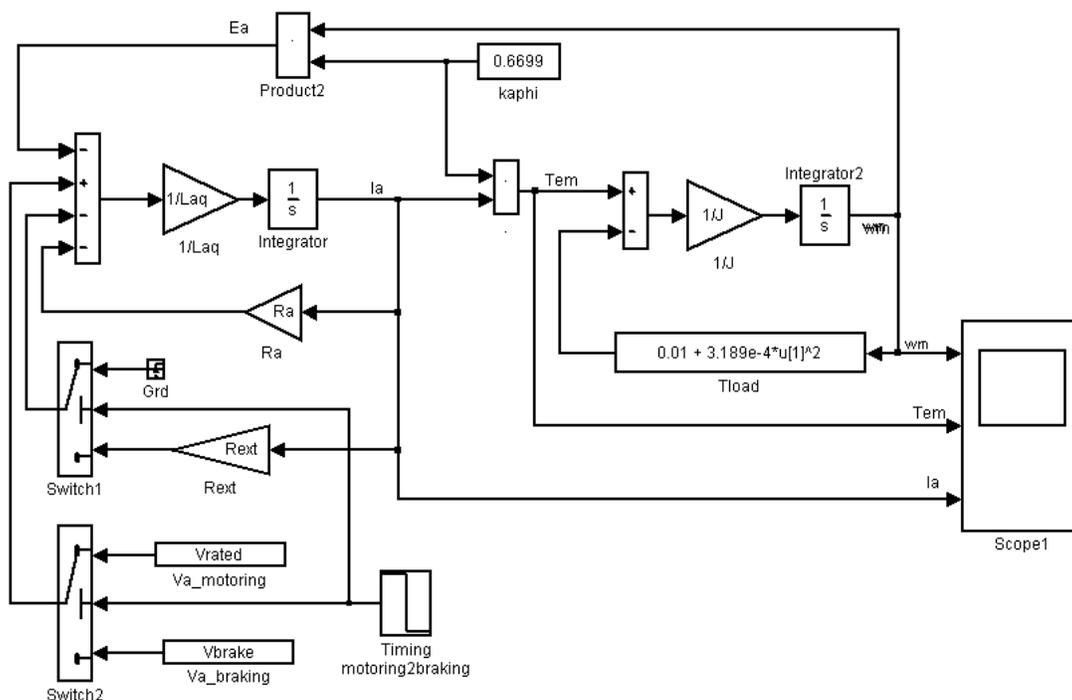 Ea
Product2
0.6699
kaphi
-
+
-
-
1/Laq
1/Laq
1
s
Integrator
Ia
Tem
+
-
1/J
1/J
Integrator2
1
s
wm
Ra
Ra
0.01 + 3.189e-4*u[1]^2
Tload
wm
Tem
Ia
Scope1
Grd
Rext
Rext
Switch1
Vrated
Va_motoring
Timing
motoring2braking
Vbrake
Va_braking
Switch2